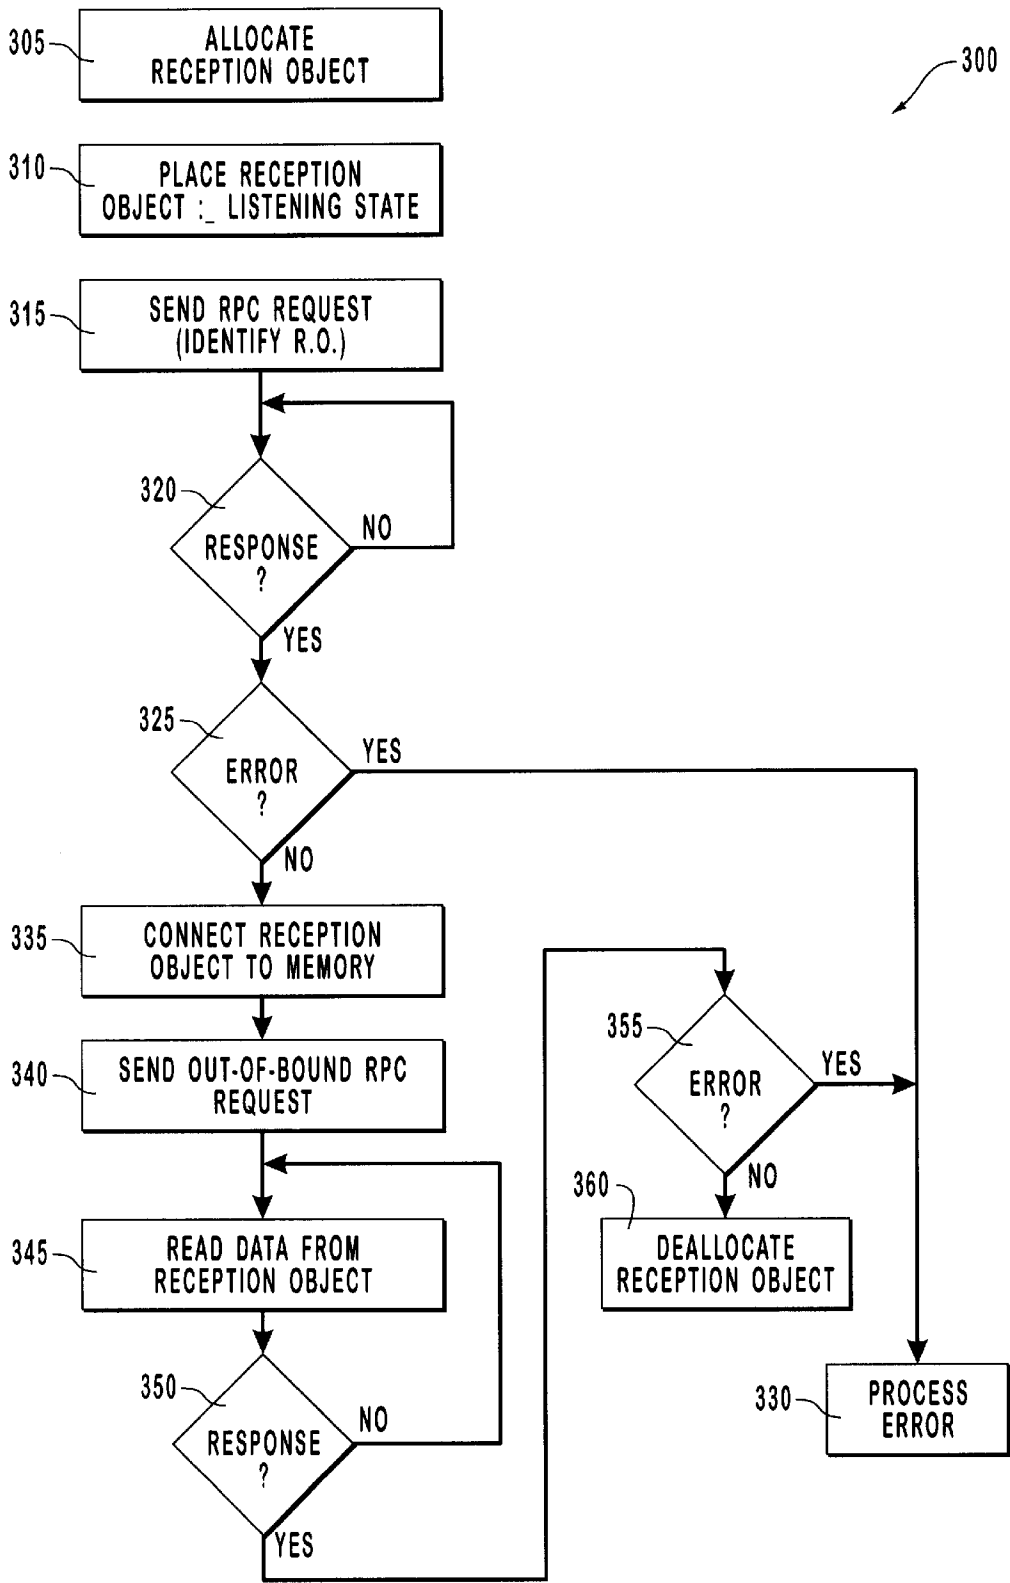 305
ALLOCATE
RECEPTION OBJECT
300
310
PLACE RECEPTION
OBJECT :_ LISTENING STATE
315
SEND RPC REQUEST
(IDENTIFY R.O.)
320
RESPONSE
?
NO
YES
325
ERROR
?
YES
NO
335
CONNECT RECEPTION
OBJECT TO MEMORY
340
SEND OUT-OF-BOUND RPC
REQUEST
345
READ DATA FROM
RECEPTION OBJECT
350
RESPONSE
?
NO
YES
355
ERROR
?
YES
NO
360
DEALLOCATE
RECEPTION OBJECT
330
PROCESS
ERROR